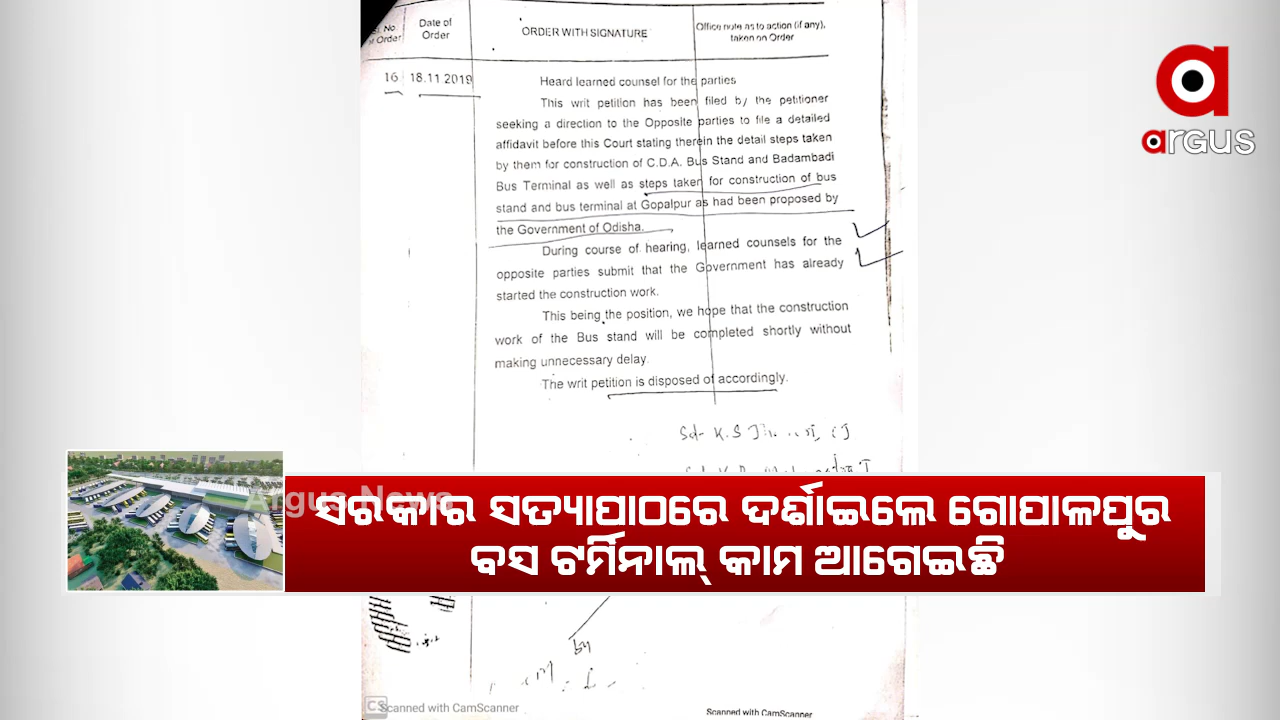 No
Order
Date of
Order
ORDER WITH SIGNATURE
Office note as to action (if any),
taken on Order
16
18.11.2019
Heard learned counsel for the parties
This writ petition has been filed by the petitioner
seeking a direction to the Opposite parties to file a detailed
affidavit before this Court stating therein the detail steps taken
by them for construction of C.D.A. Bus Stand and Badambadi
Bus Terminal as well as steps taken for construction of bus
stand and bus terminal at Gopalpur as had been proposed by
the Government of Odisha.
During course of hearing, learned counsels for the
opposite parties submit that the Government has already
started the construction work.
This being the position, we hope that the construction
work of the Bus stand will be completed shortly without
making unnecessary delay.
The writ petition is disposed of accordingly.
Sd- K.S
argus
Argus News
ସରକାର ସତ୍ୟାପାଠରେ ଦର୍ଶାଇଲେ ଗୋପାଳପୁର
ବସ ଟର୍ମିନାଲ୍ କାମ ଆଗେଇଛି
CS Scanned with CamScanner
Scanned with CamScanner